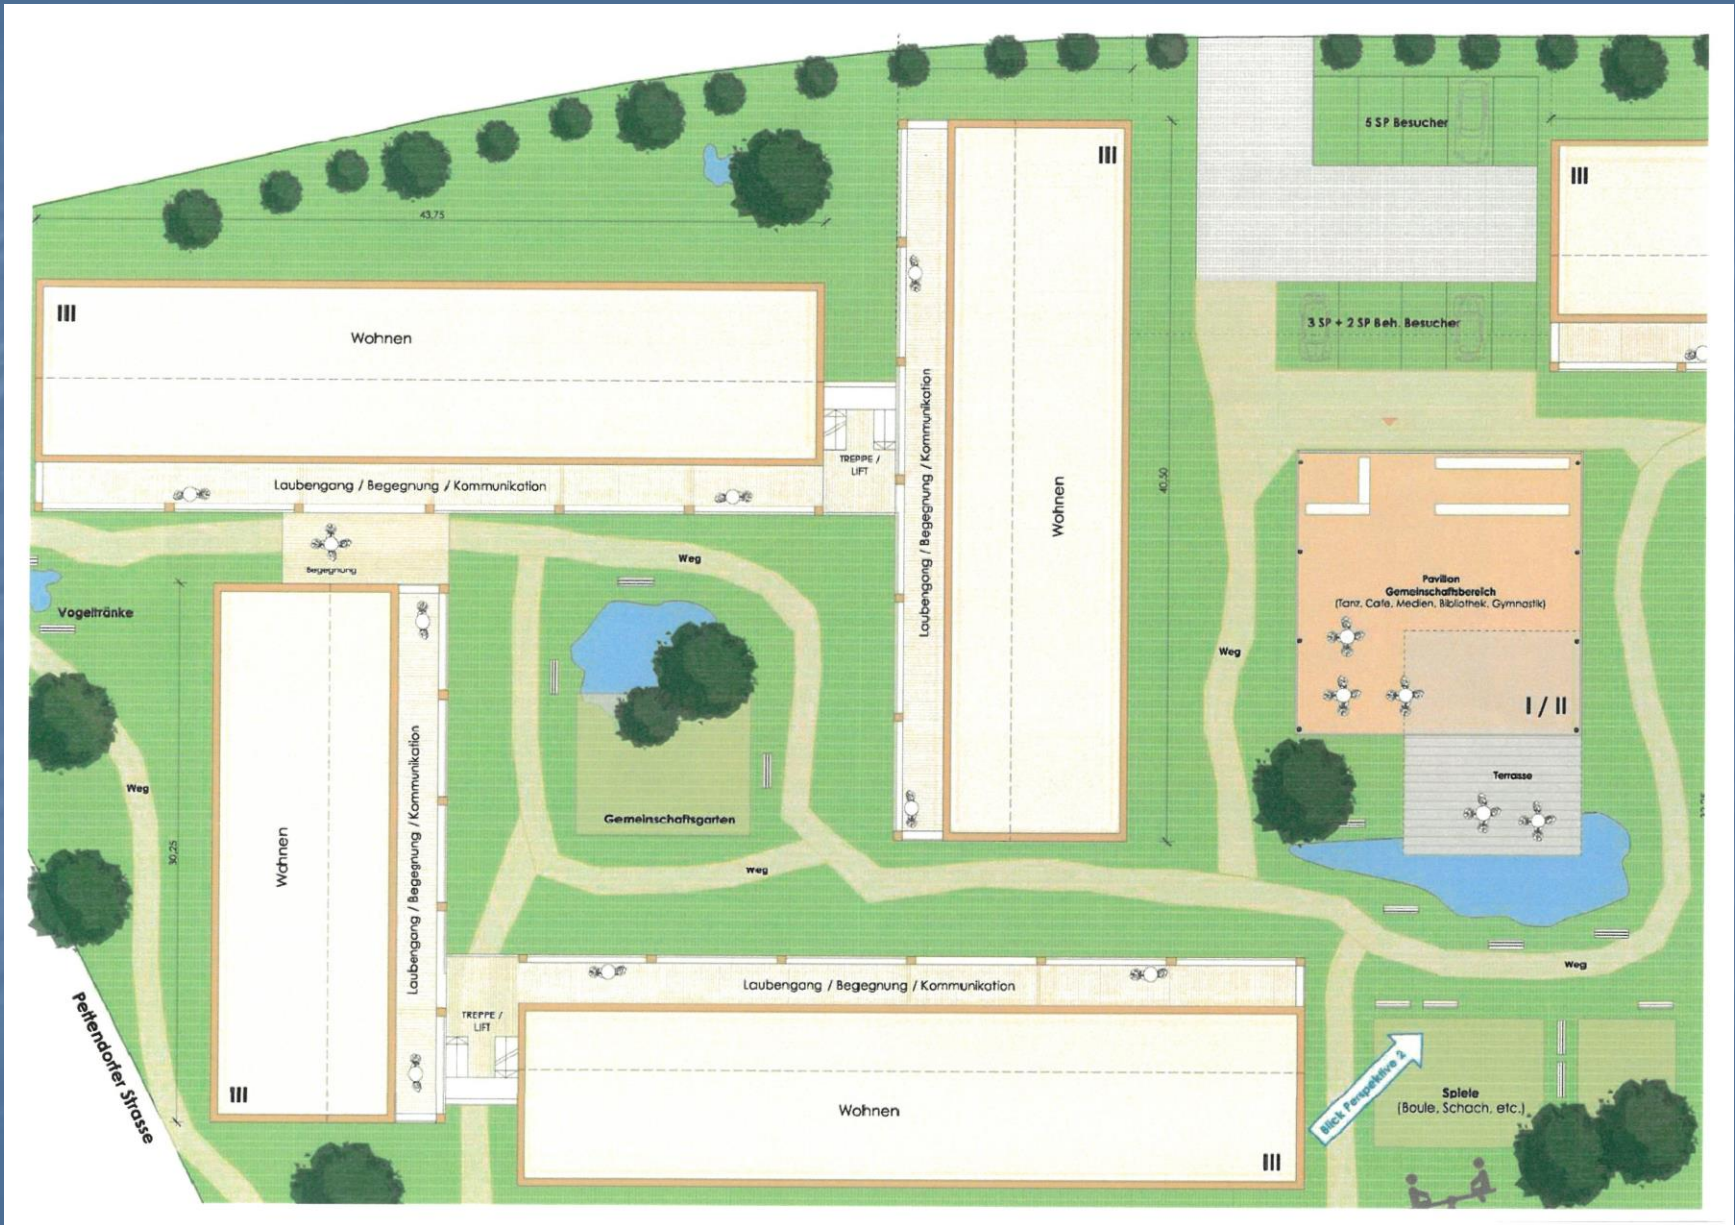 5 SP Besucher
III
III
43,75
III
Wohnen
3 SP + 2 SP Beh. Besucher
TREPPE /
LIFT
Laubengang / Begegnung / Kommunikation
Laubengang / Begegnung / Kommunikation
Wohnen
40,50
Begegnung
Weg
Vogeltränke
Pavillon
Gemeinschaftsbereich
(Tanz, Cafe, Medien, Bibliothek, Gymnastik)
Weg
I / II
Weg
Terrasse
Gemeinschaftsgarten
30,25
Wohnen
Laubengang / Begegnung / Kommunikation
Weg
Weg
Laubengang / Begegnung / Kommunikation
TREPPE /
LIFT
Pettendorfer Strasse
III
Wohnen
III
Blick Perspektive 2
Spiele
(Boule, Schach, etc.)